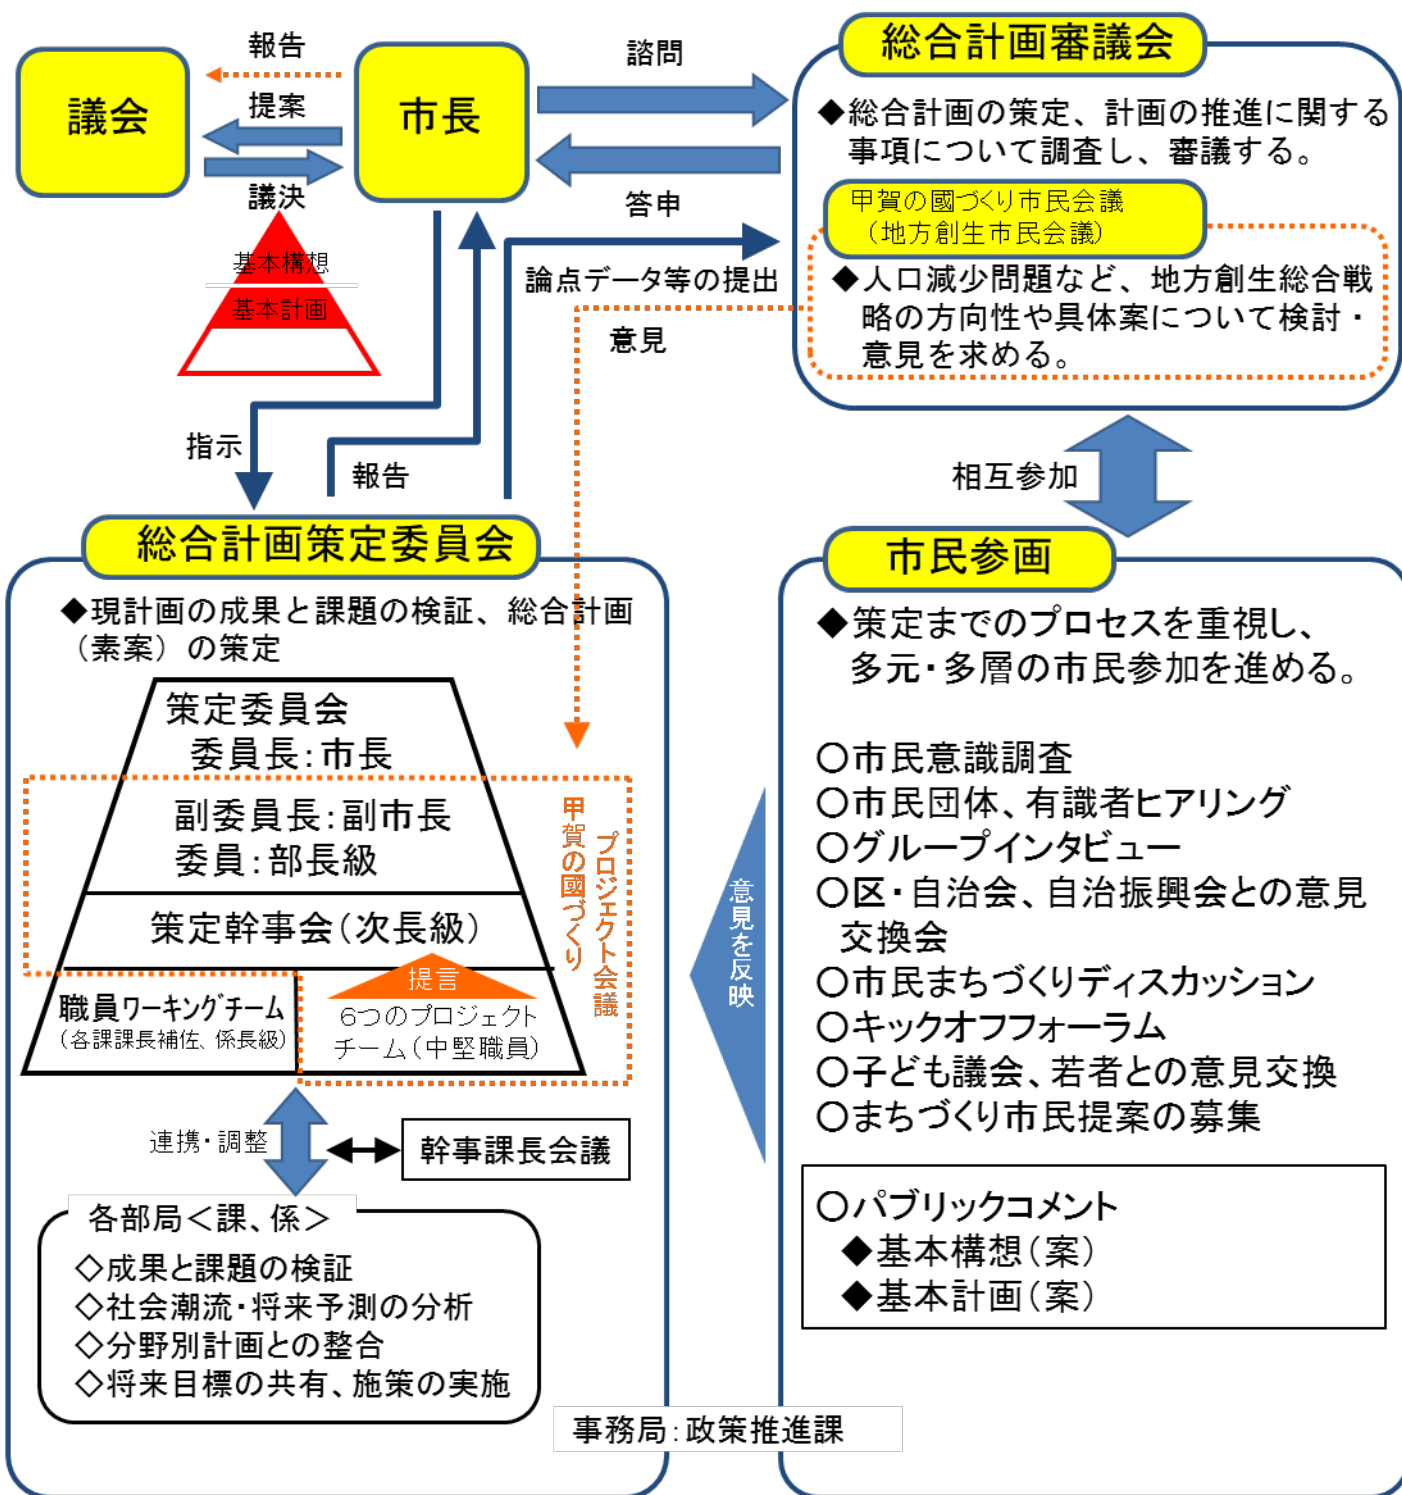 報告
議会
提案
市長
議決
基本構想
基本計画
諮問
答申
総合計画審議会
◆総合計画の策定、計画の推進に関する
事項について調査し、審議する。
甲賀の國づくり市民会議
（地方創生市民会議）
◆人口減少問題など、地方創生総合戦
略の方向性や具体案について検討・
意見を求める。
論点データ等の提出
意見
指示
報告
相互参加
総合計画策定委員会
◆現計画の成果と課題の検証、総合計画
（素案）の策定
策定委員会
委員長：市長
副委員長：副市長
委員：部長級
策定幹事会（次長級）
甲賀の國づくり
プロジェクト会議
職員ワーキングチーム
（各課課長補佐、係長級）
提言
6つのプロジェクト
チーム（中堅職員）
連携・調整
幹事課長会議
各部局＜課、係＞
◇成果と課題の検証
◇社会潮流・将来予測の分析
◇分野別計画との整合
◇将来目標の共有、施策の実施
意見を反映
市民参画
◆策定までのプロセスを重視し、
多元・多層の市民参加を進める。
○市民意識調査
○市民団体、有識者ヒアリング
○グループインタビュー
○区・自治会、自治振興会との意見
交換会
○市民まちづくりディスカッション
○キックオフフォーラム
○子ども議会、若者との意見交換
○まちづくり市民提案の募集
○パブリックコメント
◆基本構想（案）
◆基本計画（案）
事務局：政策推進課